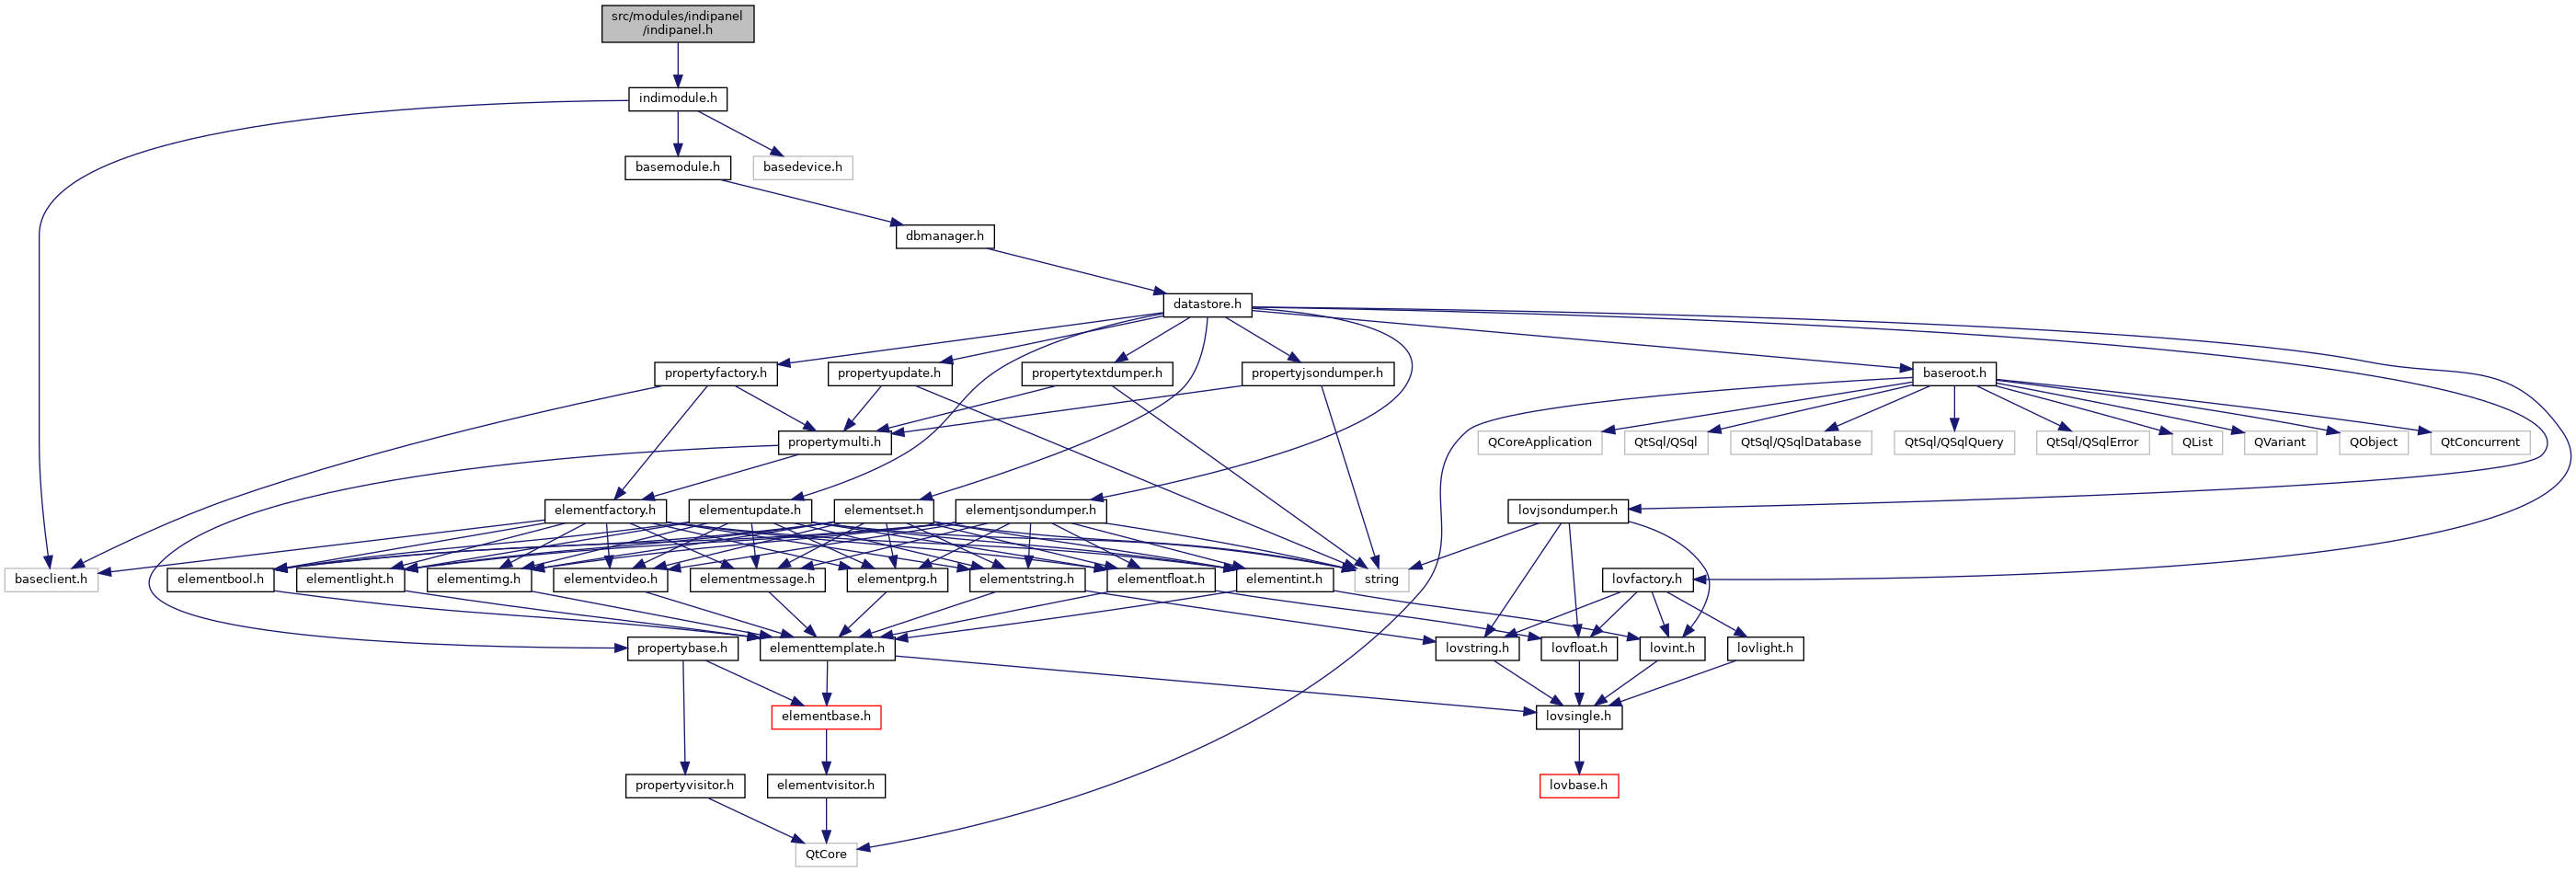 src/modules/indipanel
/indipanel.h
indimodule.h
basemodule.h
basedevice.h
dbmanager.h
datastore.h
propertyfactory.h
propertyupdate.h
propertytextdumper.h
propertyjsondumper.h
baseroot.h
propertymulti.h
QCoreApplication
QtSql/QSql
QtSql/QSqlDatabase
QtSql/QSqlQuery
QtSql/QSqlError
QList
QVariant
QObject
QtConcurrent
elementfactory.h
elementupdate.h
elementset.h
elementjsondumper.h
lovjsondumper.h
baseclient.h
elementbool.h
elementlight.h
elementimg.h
elementvideo.h
elementmessage.h
elementprg.h
elementstring.h
elementfloat.h
elementint.h
string
lovfactory.h
propertybase.h
elementtemplate.h
lovstring.h
lovfloat.h
lovint.h
lovlight.h
elementbase.h
lovsingle.h
propertyvisitor.h
elementvisitor.h
lovbase.h
QtCore